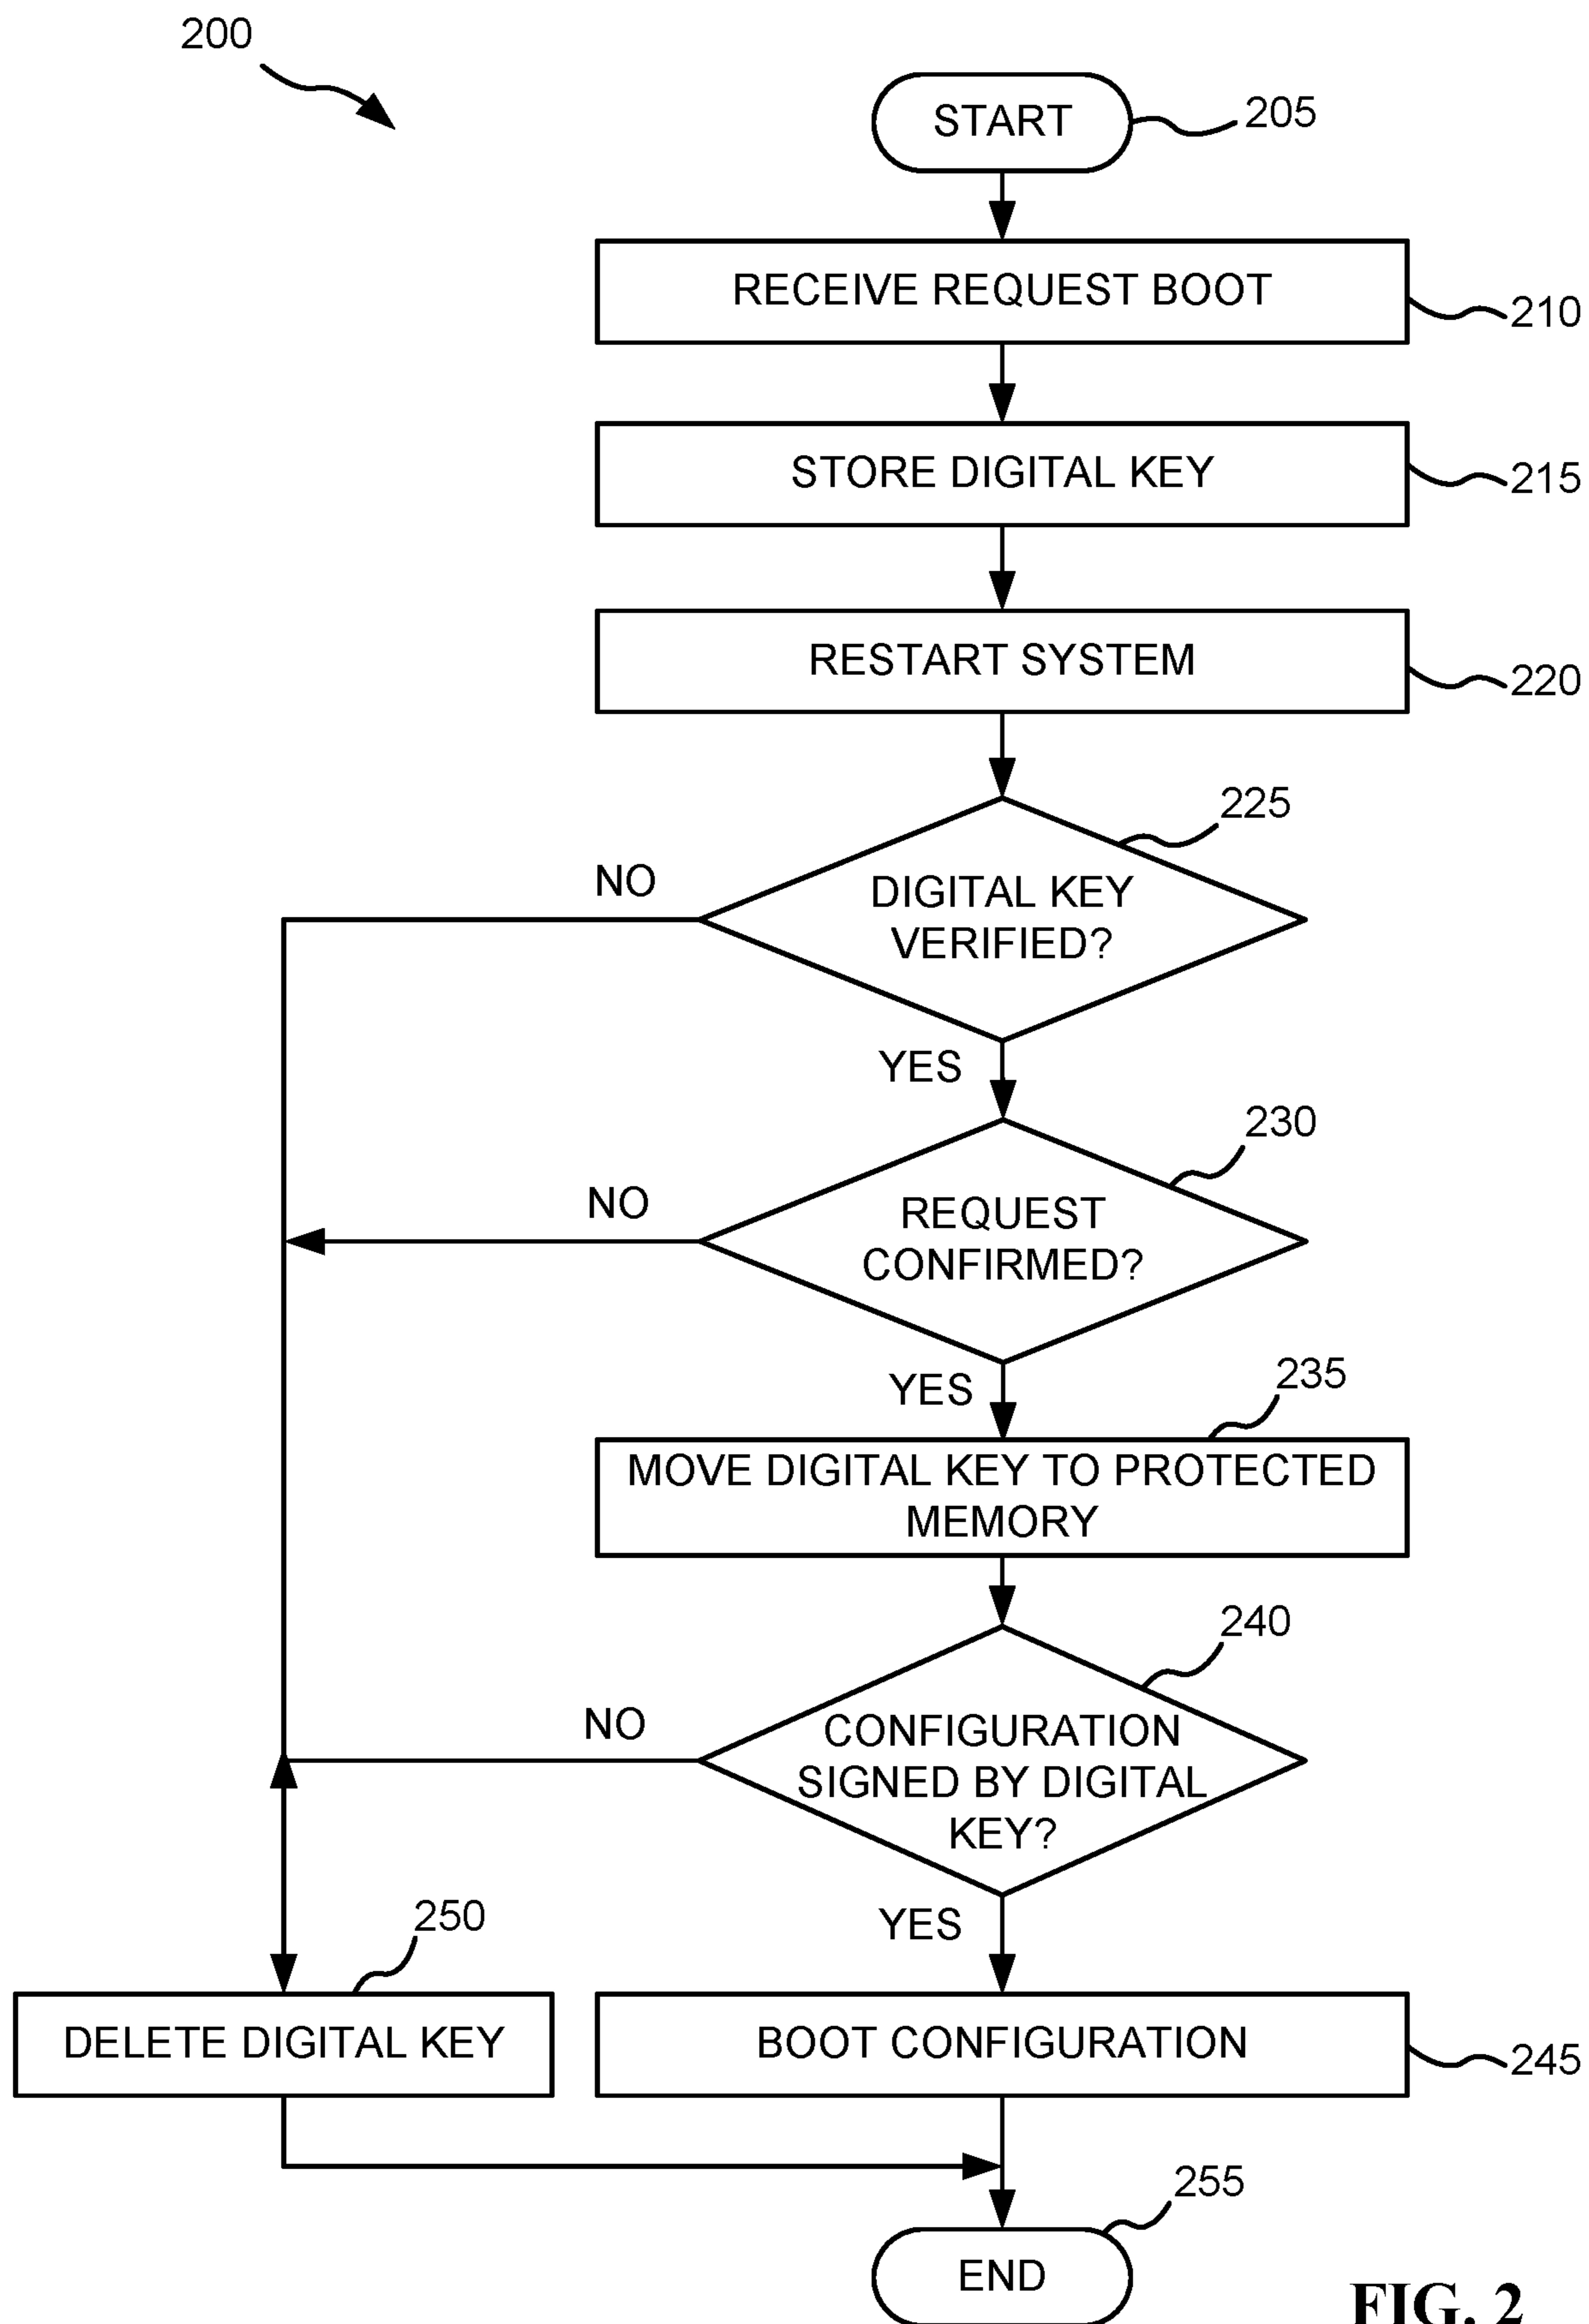 200
START
205
RECEIVE REQUEST BOOT
210
STORE DIGITAL KEY
215
RESTART SYSTEM
220
225
NO
DIGITAL KEY
VERIFIED?
YES
230
NO
REQUEST
CONFIRMED?
YES
235
MOVE DIGITAL KEY TO PROTECTED
MEMORY
240
NO
CONFIGURATION
SIGNED BY DIGITAL
KEY?
YES
250
DELETE DIGITAL KEY
BOOT CONFIGURATION
245
255
END
FIG. 2